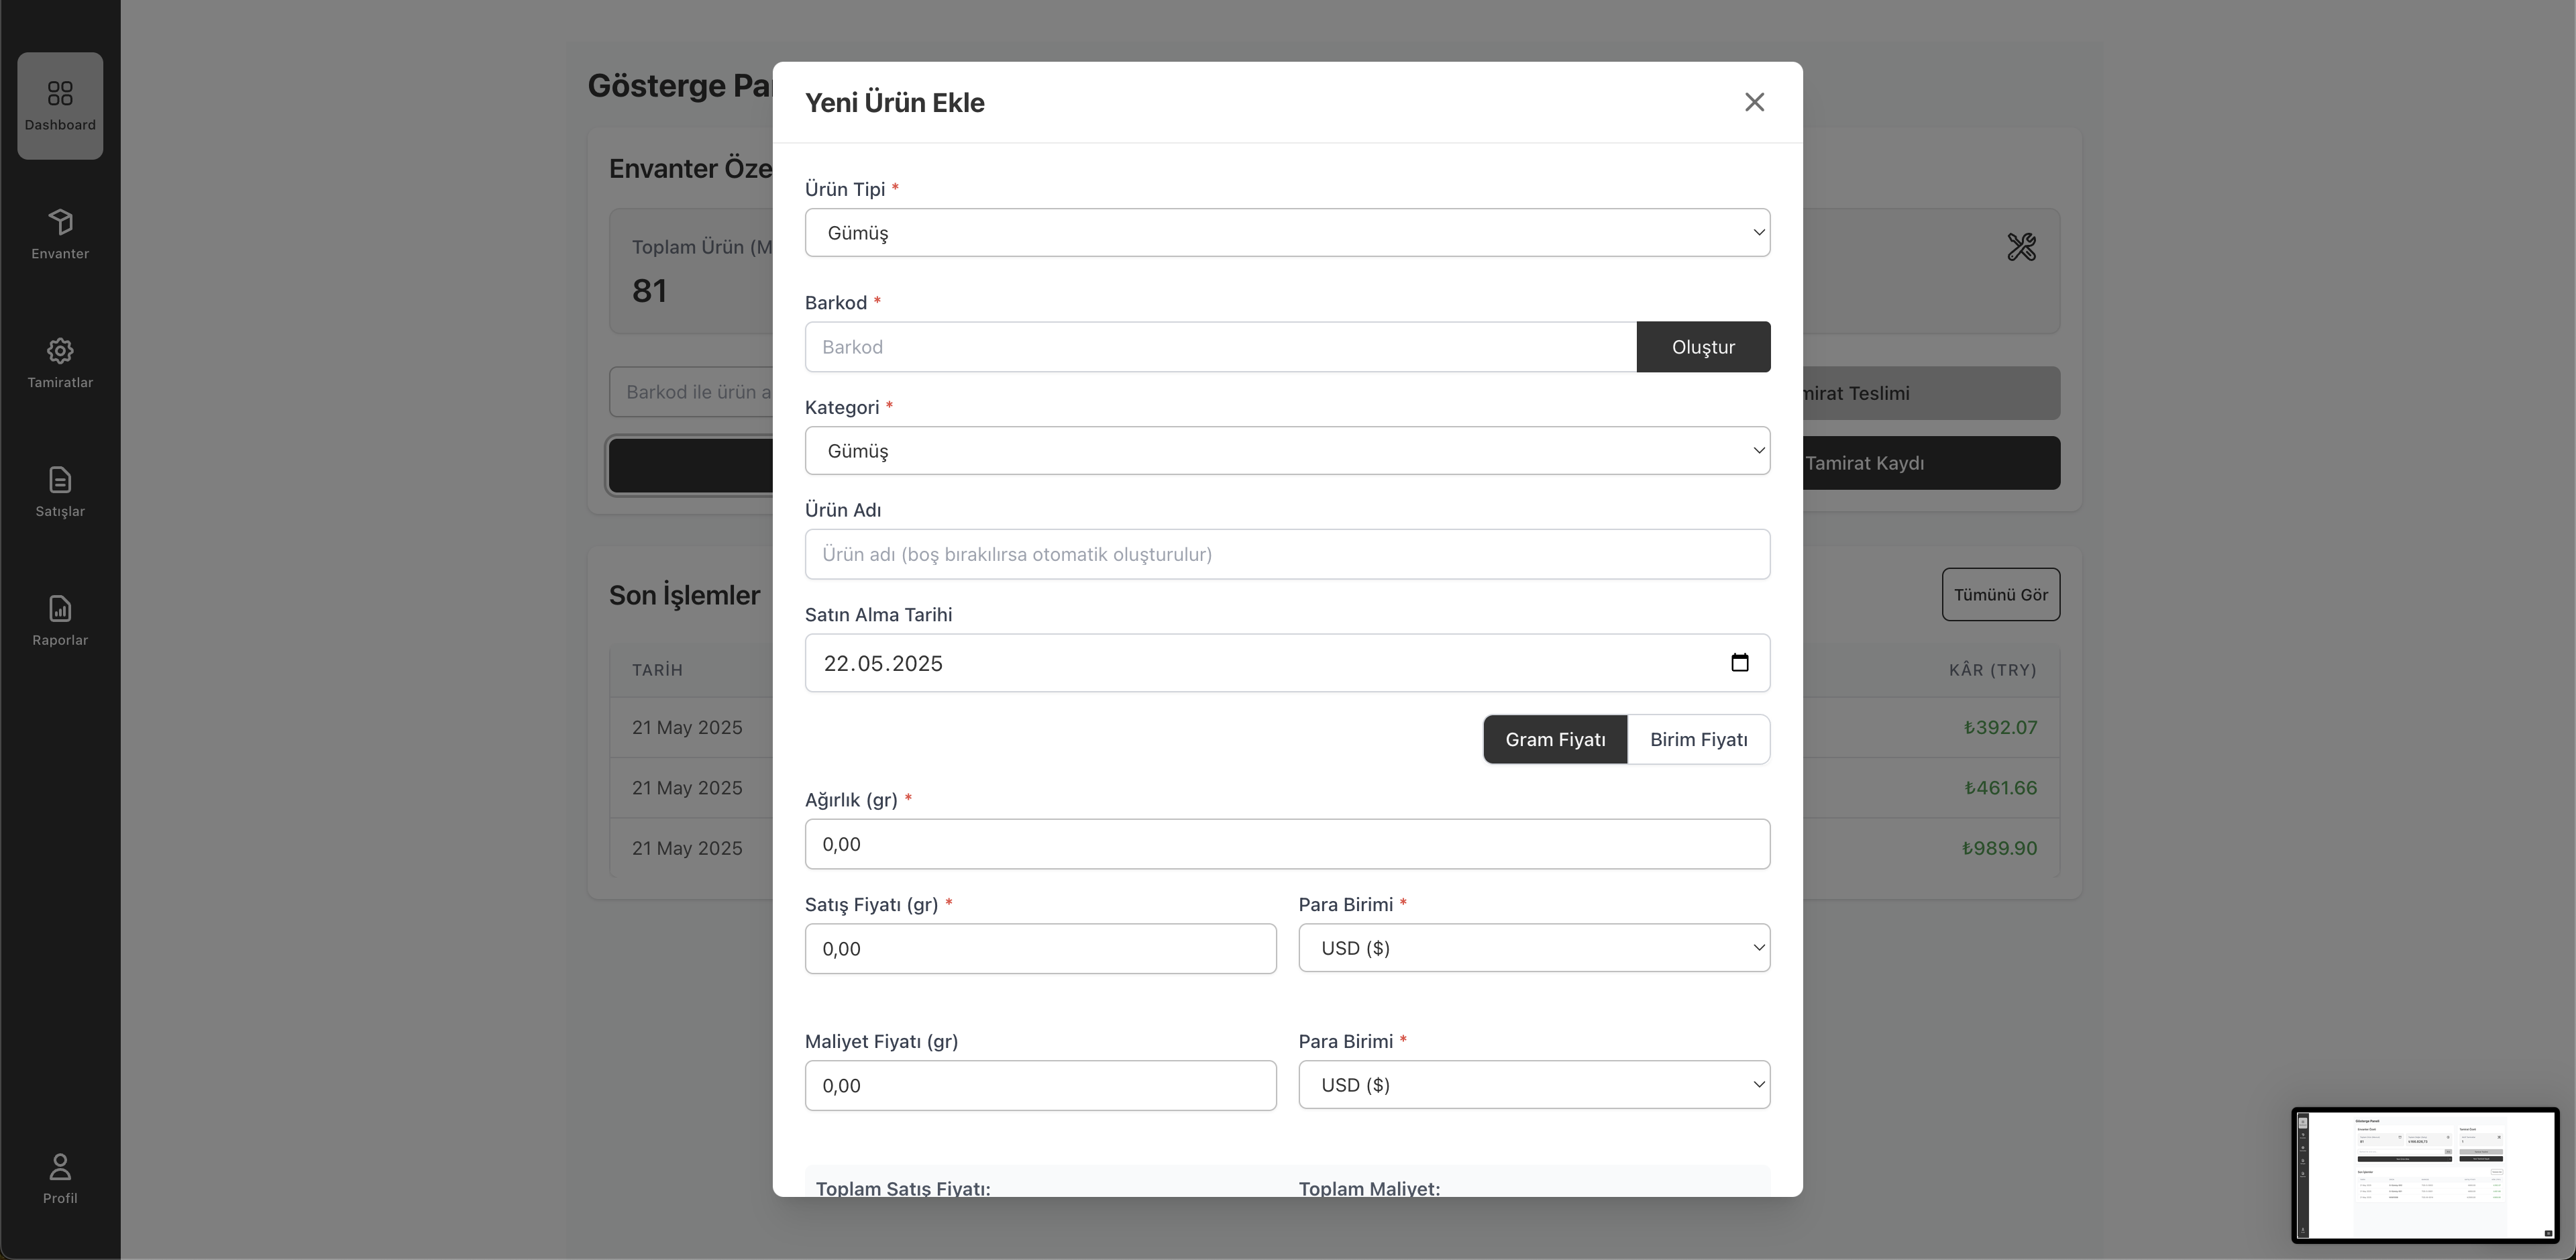 Dashboard
Envanter
Tamiratlar
Satışlar
Raporlar
Profil
Gösterge Pa
Envanter Öze
Toplam Ürün (M
81
Barkod ile ürün a
mirat Teslimi
Tamirat Kaydı
Son İşlemler
Tümünü Gör
TARİH
KÂR (TRY)
21 May 2025
₺392.07
21 May 2025
₺461.66
21 May 2025
₺989.90
Yeni Ürün Ekle
Ürün Tipi *
Gümüş
Barkod *
Barkod
Oluştur
Kategori *
Gümüş
Ürün Adı
Ürün adı (boş bırakılırsa otomatik oluşturulur)
Satın Alma Tarihi
22.05.2025
Gram Fiyatı
Birim Fiyatı
Ağırlık (gr) *
0,00
Satış Fiyatı (gr) *
Para Birimi *
0,00
USD ($)
Maliyet Fiyatı (gr)
Para Birimi *
0,00
USD ($)
Toplam Satış Fiyatı:
Toplam Maliyet: